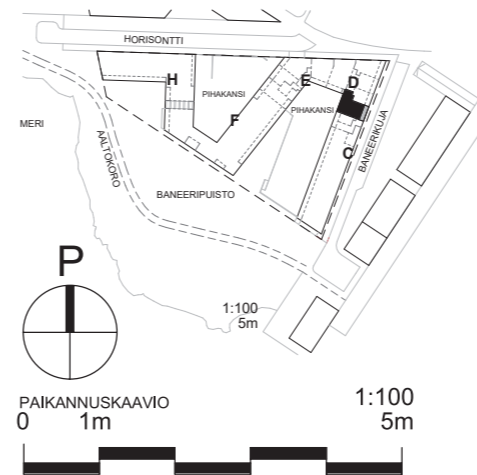 HORISONTTI
H
E
D
PIHAKANSI
PIHAKANSI
MERI
F
AALTOKORO
C
BANEERIKUJA
BANEERIPUISTO
P
1:100
5m
PAIKANNUSKAAVIO
1:100
0 1m 5m